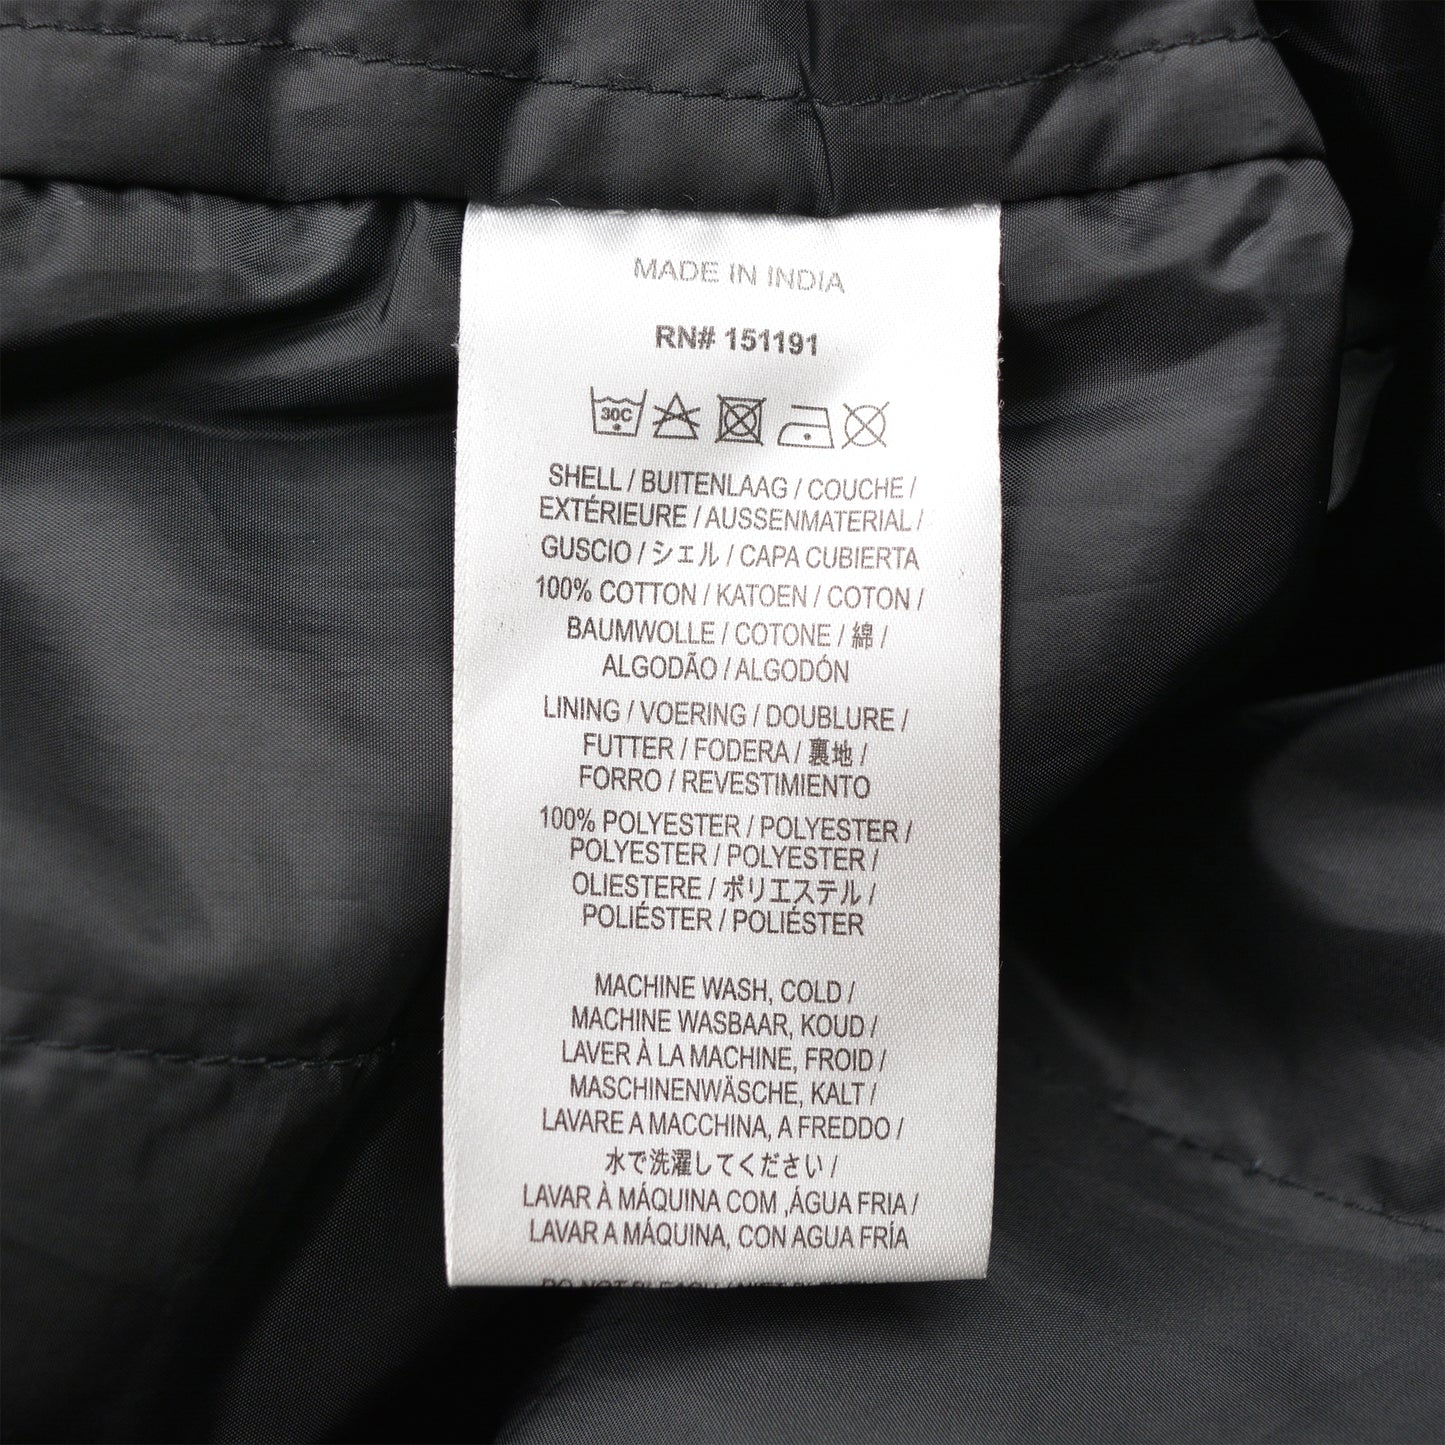 MADE IN INDIA
RN# 151191
30C
SHELL / BUITENLAAG / COUCHE /
EXTÉRIEURE / AUSSENMATERIAL /
GUSCIO / シェル / CAPA CUBIERTA
100% COTTON / KATOEN / COTON /
BAUMWOLLE / COTONE / 綿 /
ALGODÃO / ALGODÓN
LINING / VOERING / DOUBLURE /
FUTTER / FODERA / 裏地 /
FORRO / REVESTIMIENTO
100% POLYESTER / POLYESTER /
POLYESTER / POLYESTER /
OLIESTERE / ポリエステル /
POLIÉSTER / POLIÉSTER
MACHINE WASH, COLD /
MACHINE WASBAAR, KOUD /
LAVER À LA MACHINE, FROID /
MASCHINENWÄSCHE, KALT /
LAVARE A MACCHINA, A FREDDO /
水で洗濯してください /
LAVAR À MÁQUINA COM ,ÁGUA FRIA /
LAVAR A MÁQUINA, CON AGUA FRÍA
DO NOT BLEACH /